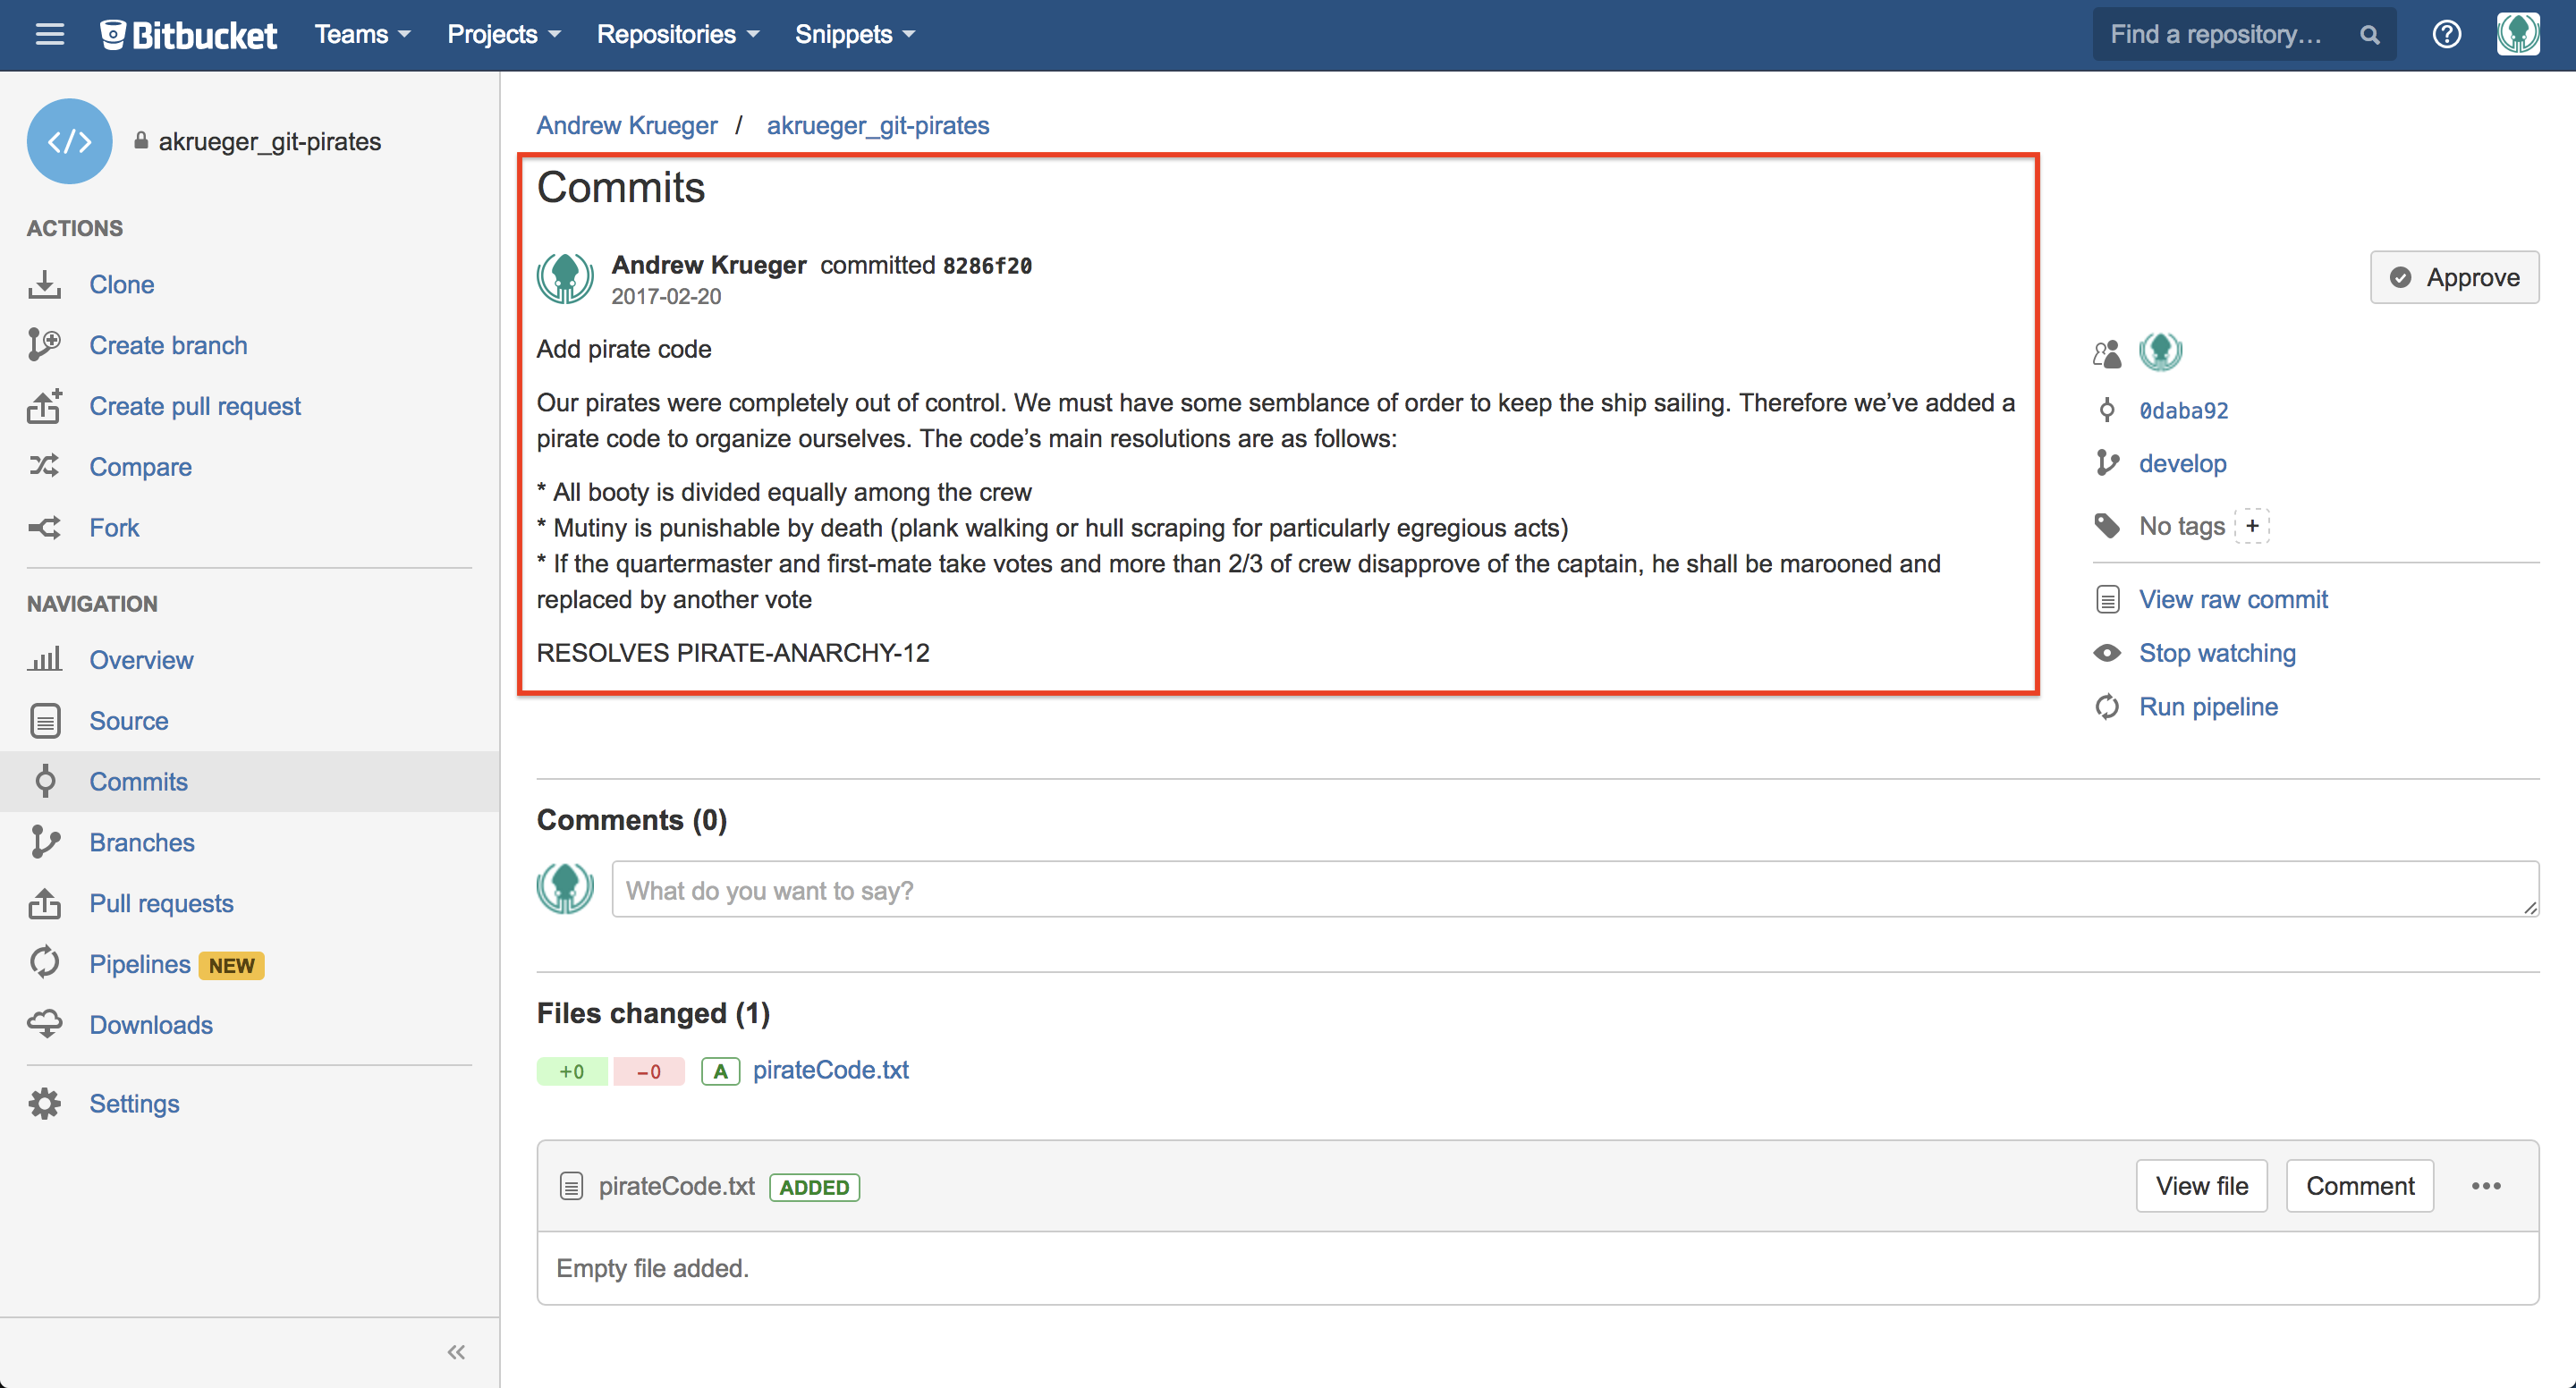 Bitbucket Teams Projects Repositories Snippets Find a repository...
akrueger_git-pirates
ACTIONS
Clone
Create branch
Create pull request
Compare
Fork
NAVIGATION
Overview
Source
Commits
Branches
Pull requests
Pipelines NEW
Downloads
Settings
Andrew Krueger / akrueger_git-pirates
Commits
Andrew Krueger committed 8286f20
2017-02-20
Add pirate code
Our pirates were completely out of control. We must have some semblance of order to keep the ship sailing. Therefore we’ve added a
pirate code to organize ourselves. The code’s main resolutions are as follows:
* All booty is divided equally among the crew
* Mutiny is punishable by death (plank walking or hull scraping for particularly egregious acts)
* If the quartermaster and first-mate take votes and more than 2/3 of crew disapprove of the captain, he shall be marooned and
replaced by another vote
RESOLVES PIRATE-ANARCHY-12
Approve
0daba92
develop
No tags +
View raw commit
Stop watching
Run pipeline
Comments (0)
What do you want to say?
Files changed (1)
+0 -0 A pirateCode.txt
pirateCode.txt ADDED View file Comment
Empty file added.